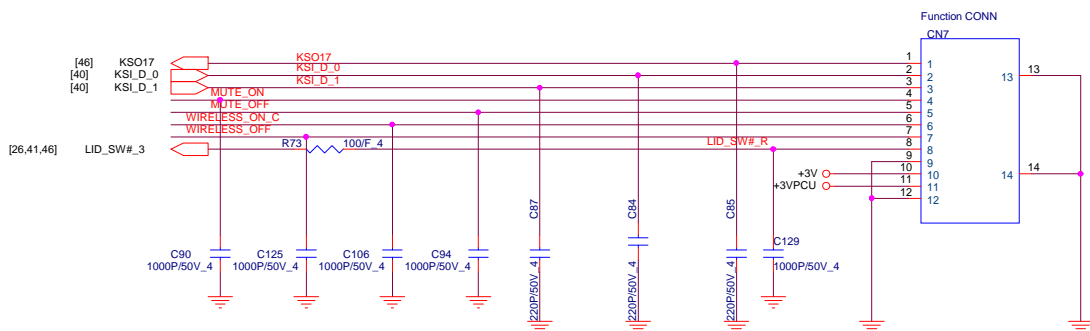 Function CONN
CN7
[46] KSO17 KSO17 1 1
[40] KSI_D_0 KSI_D_0 2 2
[40] KSI_D_1 KSI_D_1 3 3
13 13
MUTE_ON 4 4
MUTE_OFF 5 5
WIRELESS_ON_C 6 6
WIRELESS_OFF 7 7
[26,41,46] LID_SW#_3 R73 100/F_4 LID_SW#_R 8 8
9 9
+3V 10 10
14 14
+3VPCU 11 11
12 12
C87
C84
C85
C90
1000P/50V_4
C125
1000P/50V_4
C106
1000P/50V_4
C94
1000P/50V_4
220P/50V_4
220P/50V_4
220P/50V_4
C129
1000P/50V_4